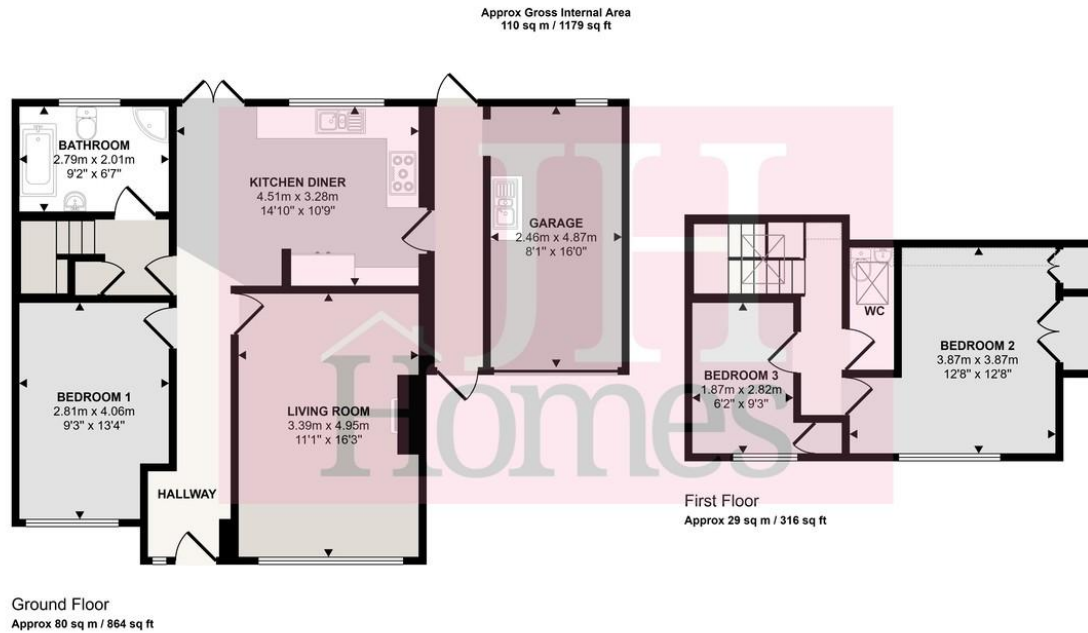 Approx Gross Internal Area
110 sq m / 1179 sq ft
BATHROOM
2.79m x 2.01m
9'2" x 6'7"
KITCHEN DINER
4.51m x 3.28m
14'10" x 10'9"
GARAGE
2.46m x 4.87m
8'1" x 16'0"
BEDROOM 1
2.81m x 4.06m
9'3" x 13'4"
LIVING ROOM
3.39m x 4.95m
11'1" x 16'3"
HALLWAY
WC
BEDROOM 2
3.87m x 3.87m
12'8" x 12'8"
BEDROOM 3
1.87m x 2.82m
6'2" x 9'3"
JH
Homes
First Floor
Approx 29 sq m / 316 sq ft
Ground Floor
Approx 80 sq m / 864 sq ft